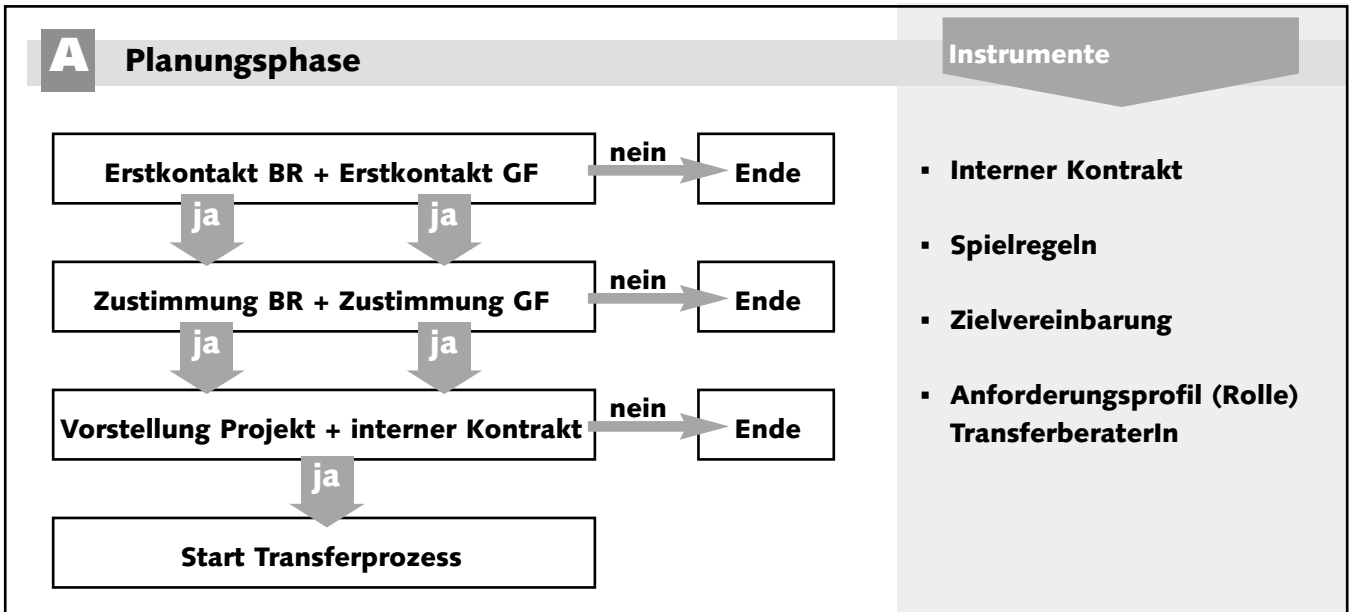 A Planungsphase
Instrumente
Erstkontakt BR + Erstkontakt GF
nein
Ende
ja
ja
Zustimmung BR + Zustimmung GF
nein
Ende
ja
ja
Vorstellung Projekt + interner Kontrakt
nein
Ende
ja
Start Transferprozess
▪ Interner Kontrakt
▪ Spielregeln
▪ Zielvereinbarung
▪ Anforderungsprofil (Rolle)
TransferberaterIn